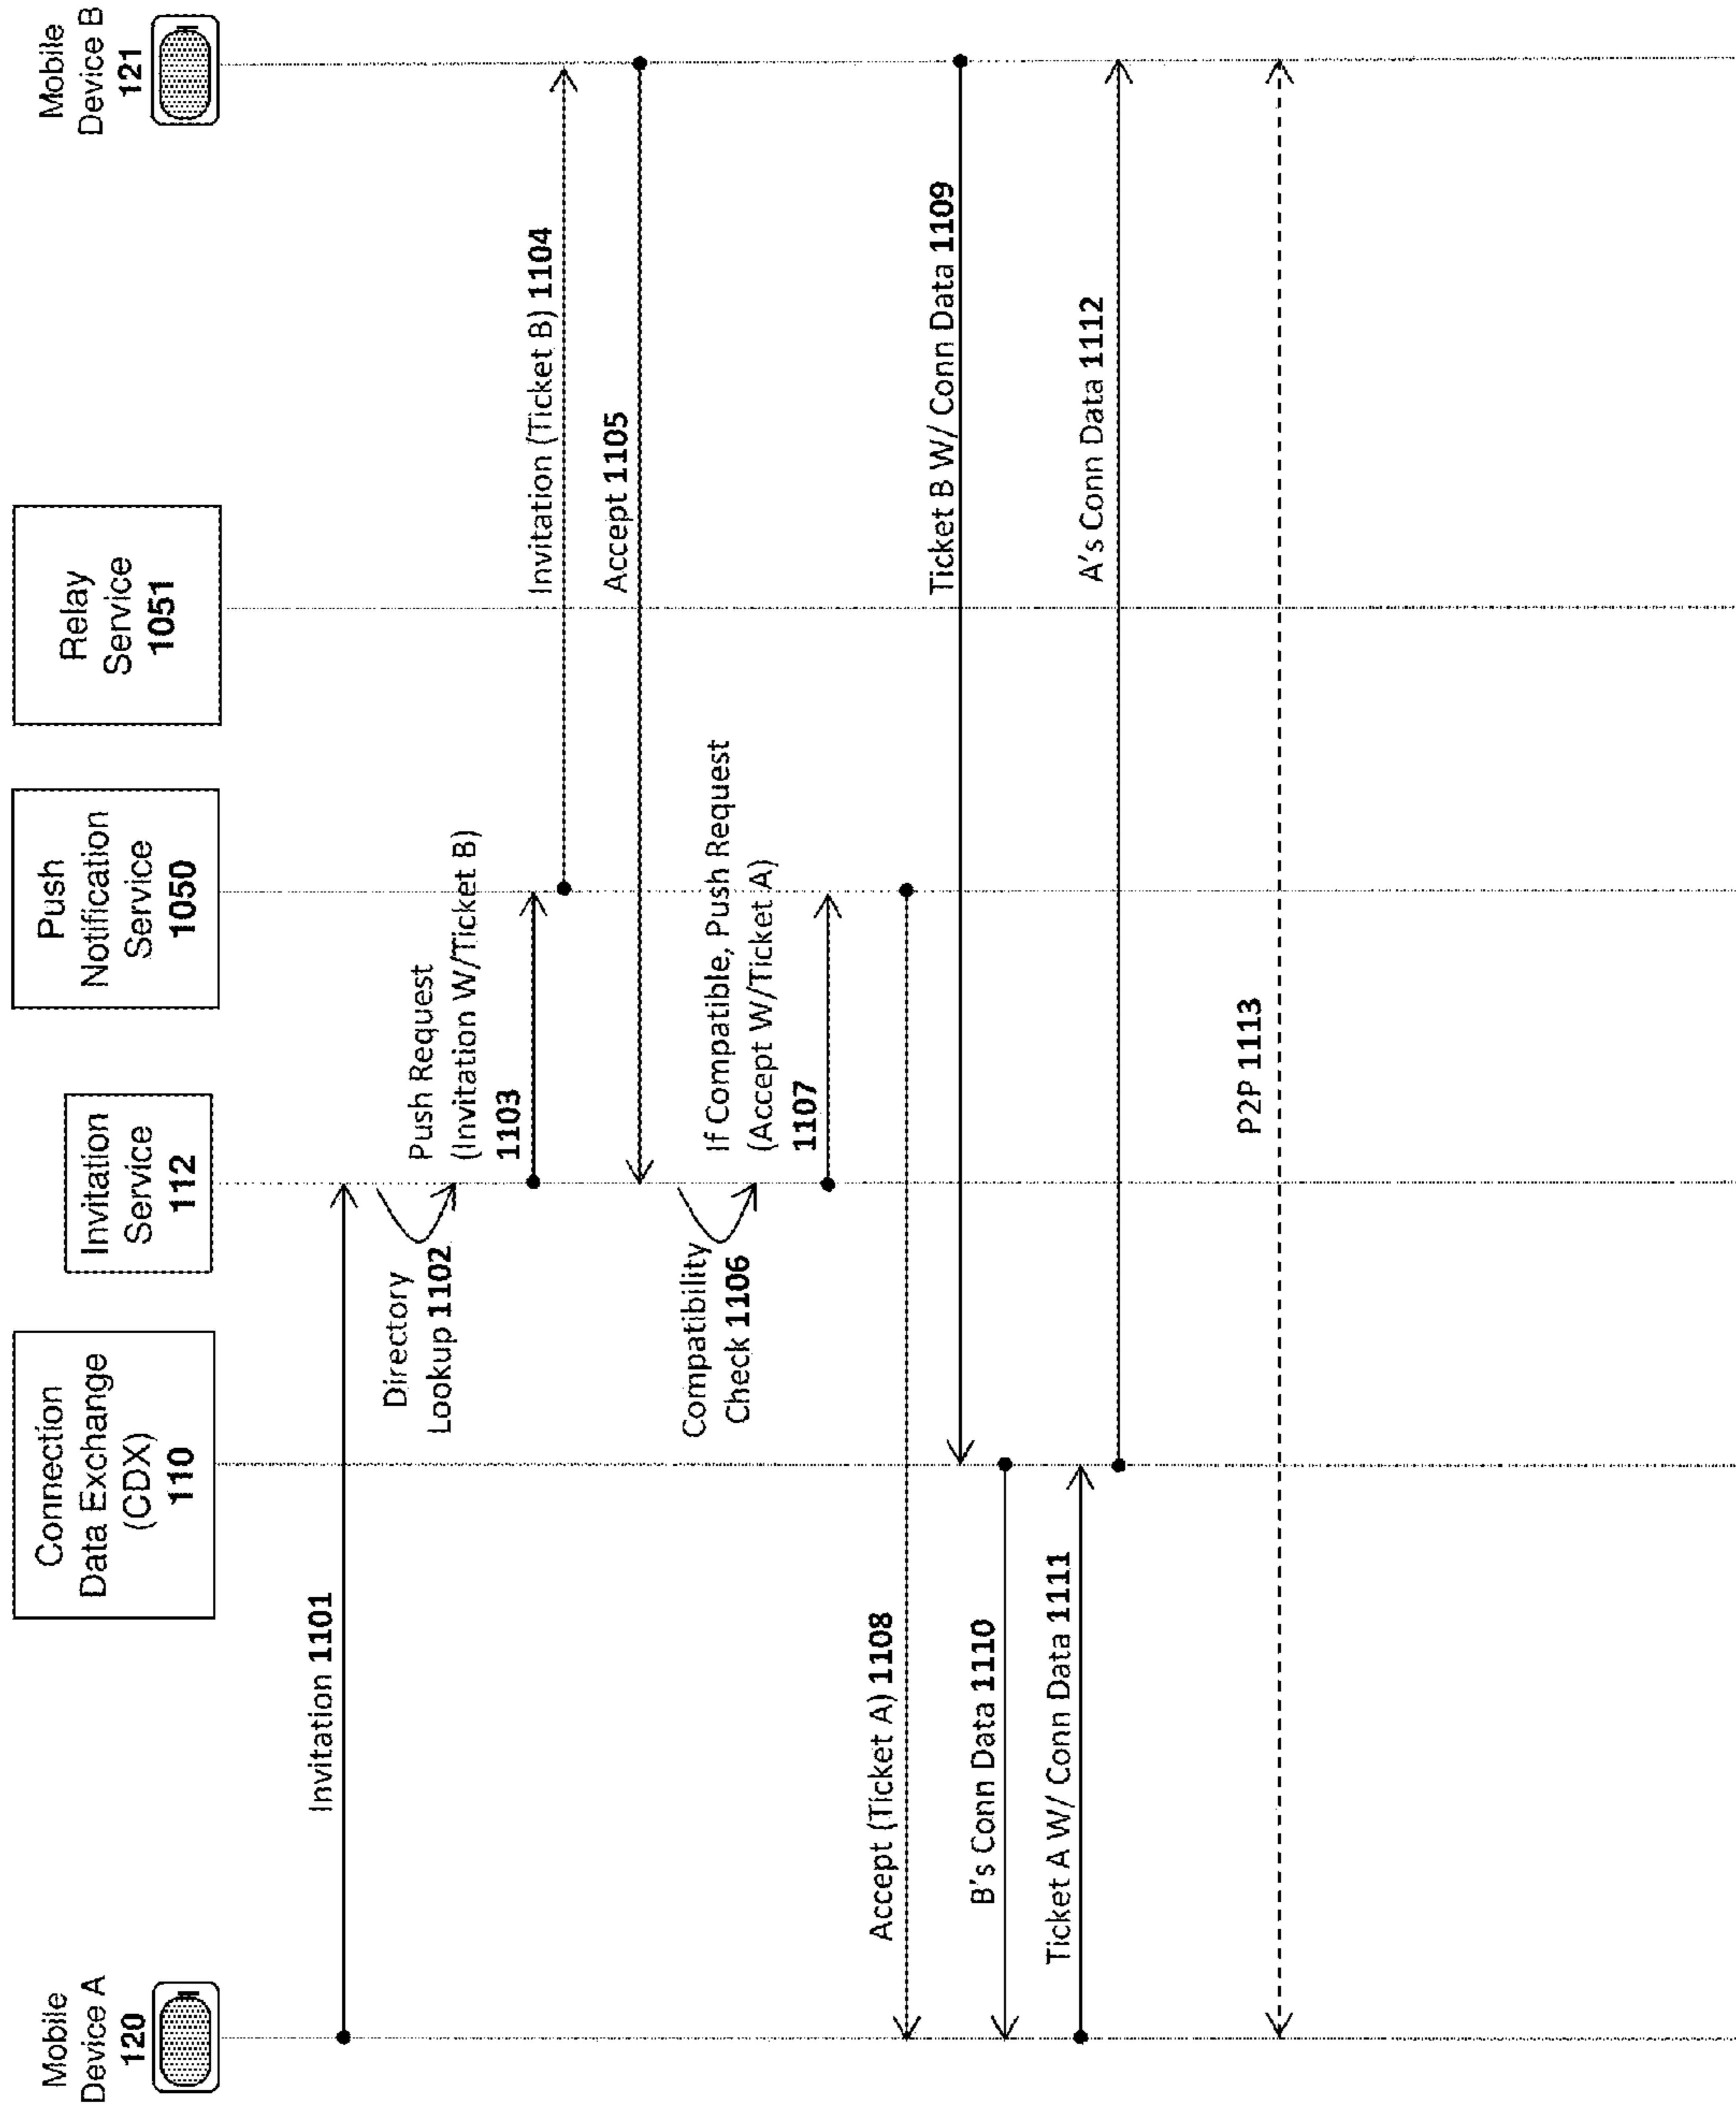 Mobile
Device A
120
Connection
Data Exchange
(CDX)
110
Invitation
Service
112
Push
Notification
Service
1050
Relay
Service
1051
Mobile
Device B
121
Invitation 1101
Directory
Lookup 1102
Push Request
(Invitation W/Ticket B)
1103
Invitation (Ticket B) 1104
Accept 1105
Compatibility
Check 1106
If Compatible, Push Request
(Accept W/Ticket A)
1107
Accept (Ticket A) 1108
Ticket B W/ Conn Data 1109
B's Conn Data 1110
Ticket A W/ Conn Data 1111
A's Conn Data 1112
P2P 1113